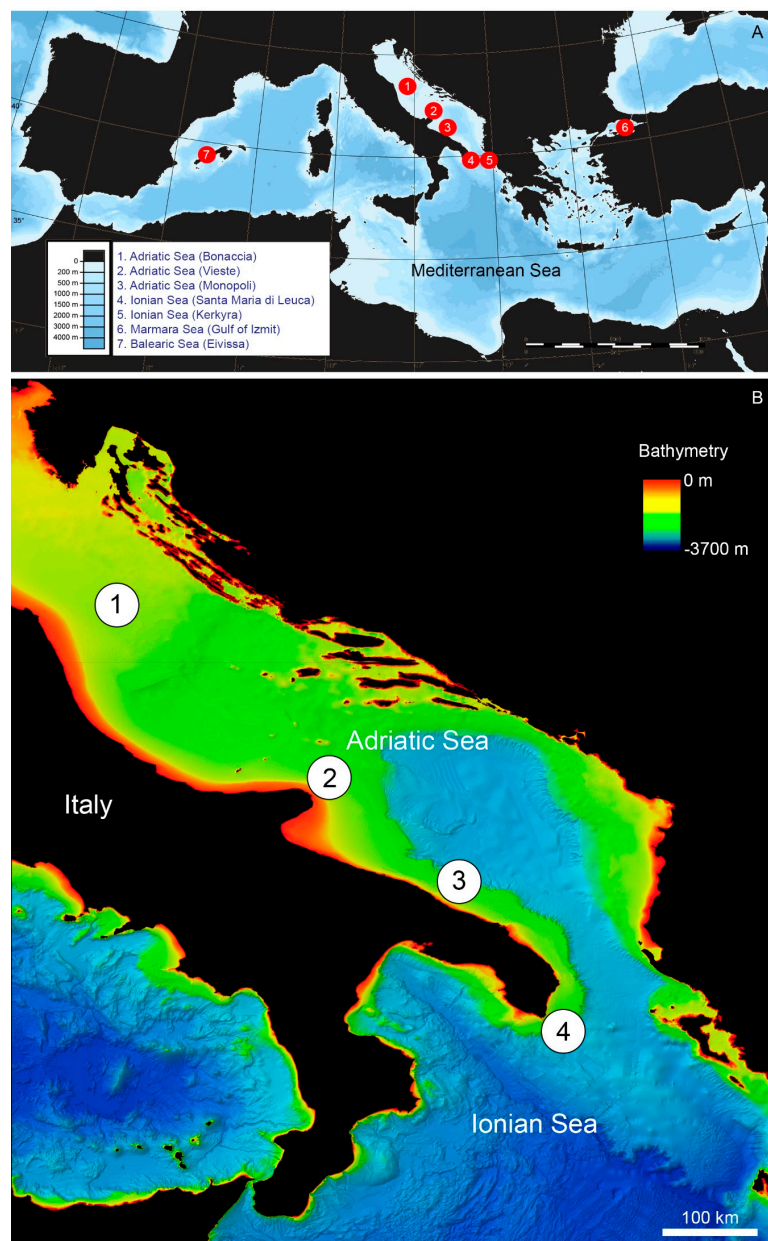 A
1
2
3
4
5
6
7
40°
35°
0
200 m
500 m
1000 m
1500 m
2000 m
3000 m
4000 m
1. Adriatic Sea (Bonaccia)
2. Adriatic Sea (Vieste)
3. Adriatic Sea (Monopoli)
4. Ionian Sea (Santa Maria di Leuca)
5. Ionian Sea (Kerkyra)
6. Marmara Sea (Gulf of Izmit)
7. Balearic Sea (Eivissa)
Mediterranean Sea
B
Bathymetry
0 m
-3700 m
1
Adriatic Sea
2
Italy
3
4
Ionian Sea
100 km